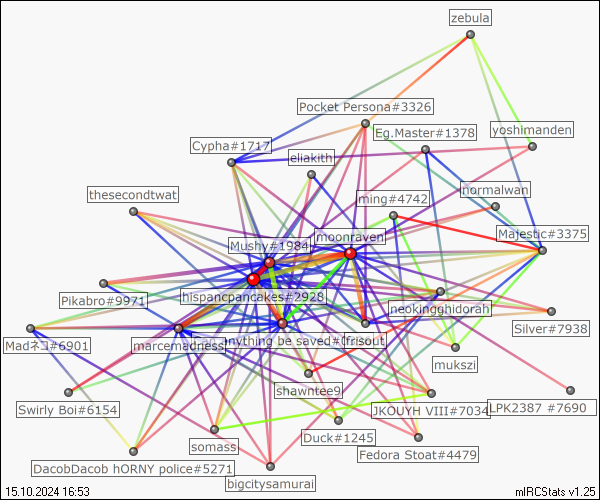 zebula
Pocket Persona#3326
Eg.Master#1378
yoshimanden
Cypha#1717
eliakith
thesecondtwat
ming#4742
normalwan
Mushy#1984
moonraven
Majestic#3375
Pikabro#9971
hispancpancakes#2928
neokingghidorah
Silver#7938
Madネコ#6901
marcemadness
anything be saved#(frisout
mukszi
shawntee9
Swirly Boi#6154
JKOUYH VIII#7034
LPK2387 #7690
somass
Duck#1245
Fedora Stoat#4479
DacobDacob hORNY police#5271
bigcitysamurai
15.10.2024 16:53
mIRCStats v1.25